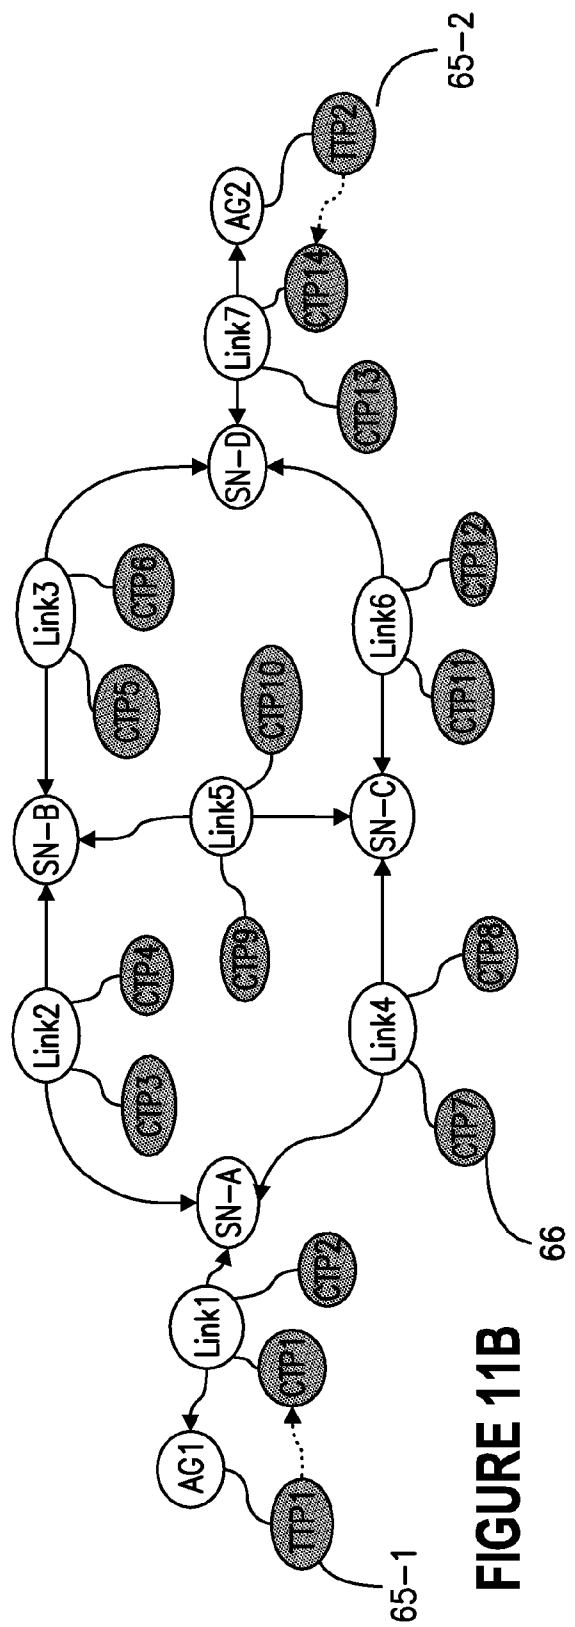 65-1
TTP1
AG1
CTP1
Link1
CTP2
SN-A
CTP3
Link2
CTP4
CTP7
66
Link4
CTP8
CTP9
Link5
CTP10
SN-B
SN-C
CTP5
Link3
CTP6
CTP11
Link6
CTP12
SN-D
CTP13
Link7
CTP14
AG2
TTP2
65-2
FIGURE 11B